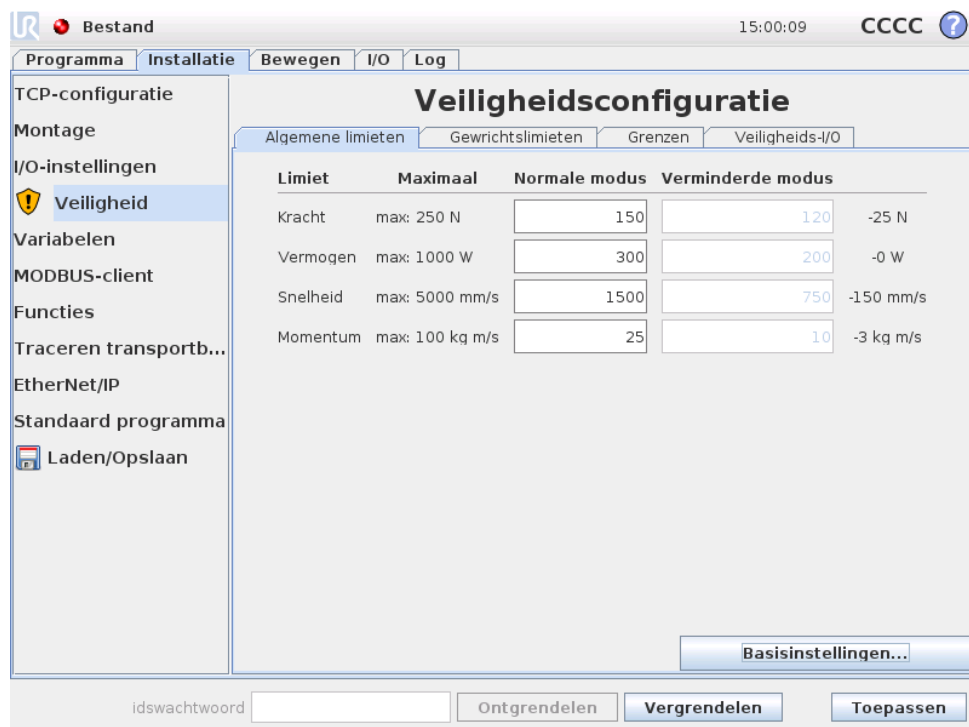 UR Bestand 15:00:09 CCCC ?
Programma Installatie Bewegen I/O Log
TCP-configuratie
Montage
I/O-instellingen
Veiligheid
Variabelen
MODBUS-client
Functies
Traceren transportb...
EtherNet/IP
Standaard programma
Laden/Opslaan
Veiligheidsconfiguratie
Algemene limieten Gewrichtslimieten Grenzen Veiligheids-I/O
Limiet Maximaal Normale modus Verminderde modus
Kracht max: 250 N 150 120 -25 N
Vermogen max: 1000 W 300 200 -0 W
Snelheid max: 5000 mm/s 1500 750 -150 mm/s
Momentum max: 100 kg m/s 25 10 -3 kg m/s
Basisinstellingen...
idswachtwoord Ontgrendelen Vergrendelen Toepassen